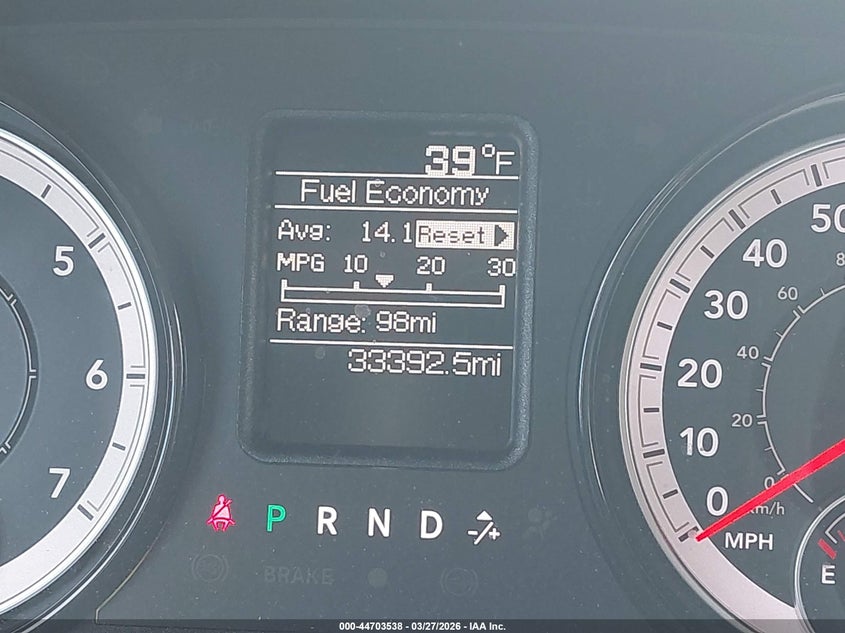 39°F
Fuel Economy
Avg: 14.1 Reset
MPG 10 20 30
Range: 98mi
33392.5mi
5
6
7
50
40
30
20
10
0
MPH
60
40
20
0
km/h
E
P R N D -/+
BRAKE
000-44703538 - 03/27/2026 - IAA Inc.